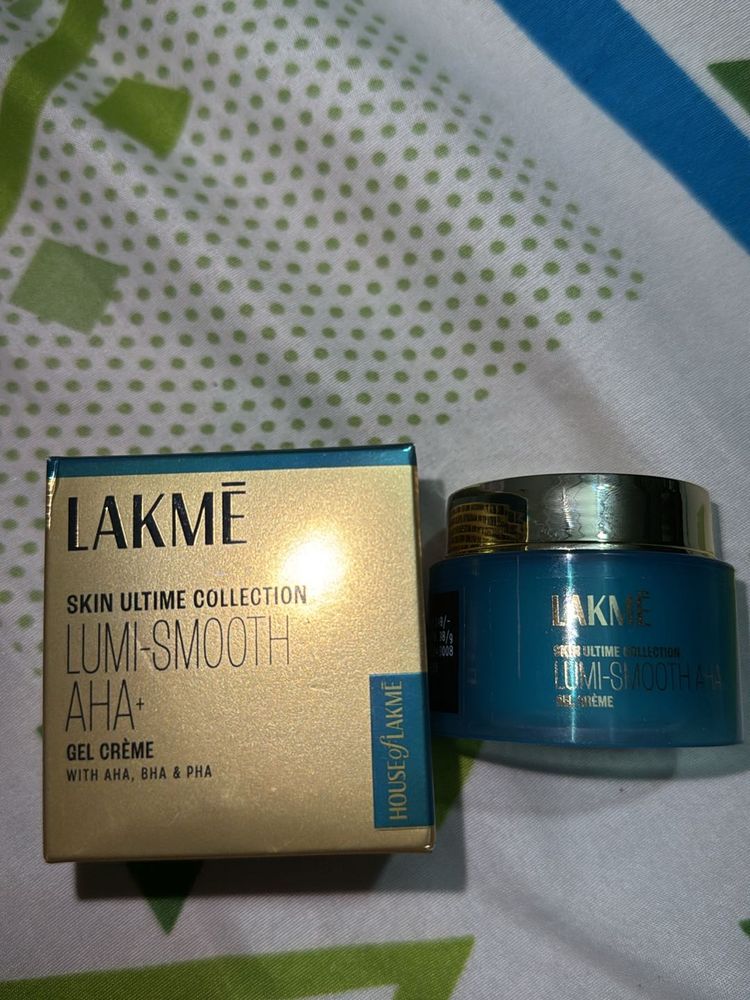 LAKMĒ
SKIN ULTIME COLLECTION
LUMI-SMOOTH
AHA+
GEL CRÈME
WITH AHA, BHA & PHA
HOUSE of LAKMĒ
LAKMĒ
SKIN ULTIME COLLECTION
LUMI-SMOOTH AHA
GEL CRÈME